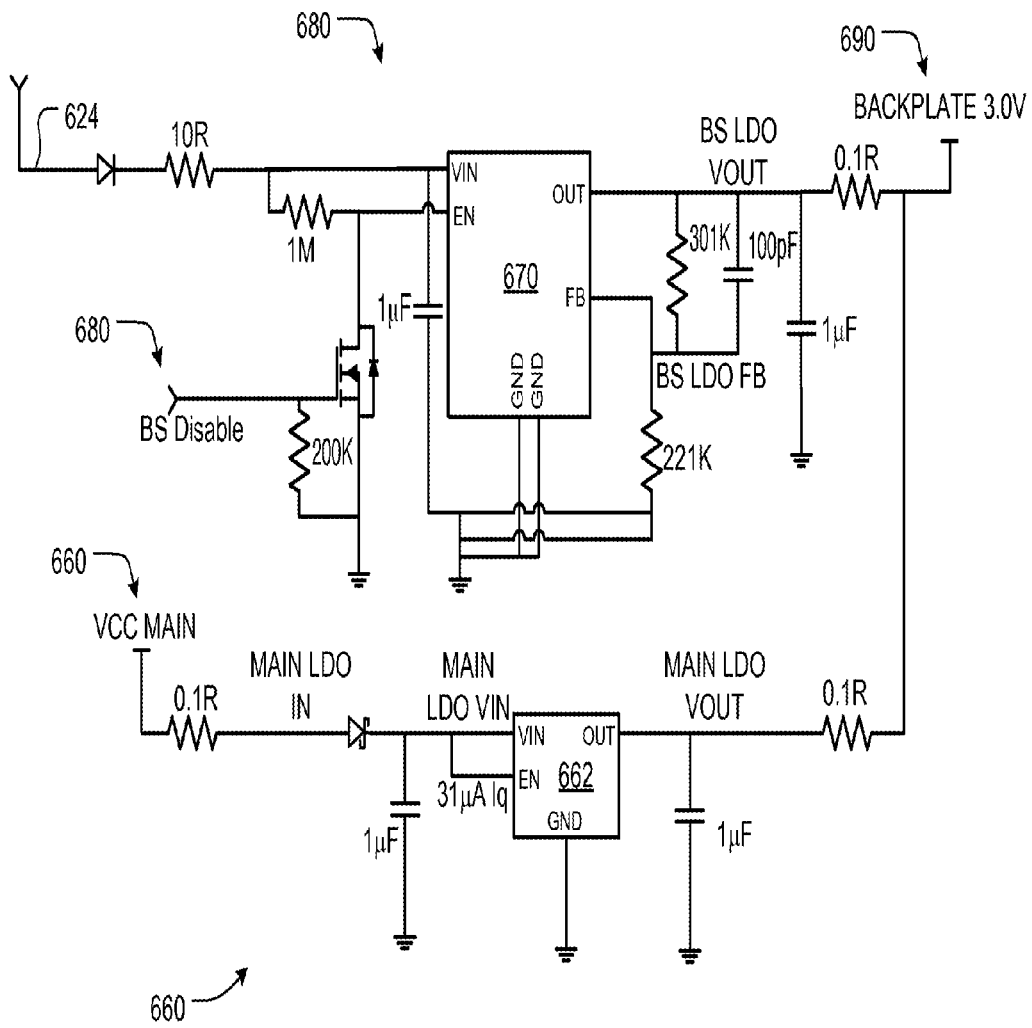 680
690
BACKPLATE 3.0V
624
10R
BS LDO
VOUT
0.1R
VIN
OUT
EN
1M
301K
100pF
670
FB
1µF
1µF
680
BS LDO FB
GND
GND
BS Disable
200K
221K
660
VCC MAIN
MAIN LDO
IN
MAIN
LDO VIN
MAIN LDO
VOUT
0.1R
0.1R
VIN
OUT
662
EN
31µA Iq
GND
1µF
1µF
660